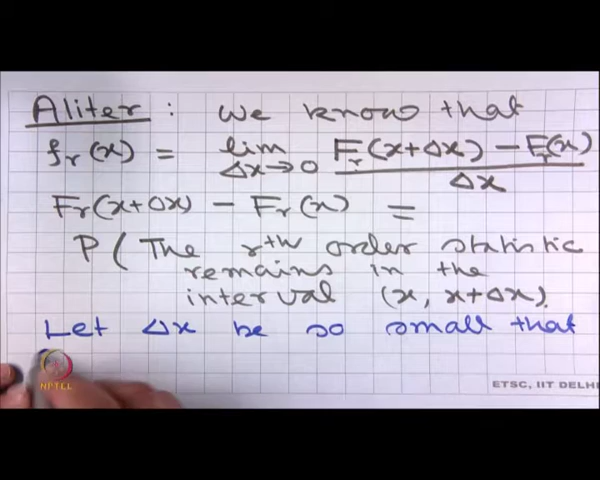 Aliter : We know that
fr(x) = lim Δx→0 Fr(x+Δx) − Fr(x) / Δx
Fr(x+Δx) − Fr(x) =
P ( The rth order statistic
remains in the
interval (x, x+Δx).
Let Δx be so small that
NPTEL
ETSC, IIT DELHI